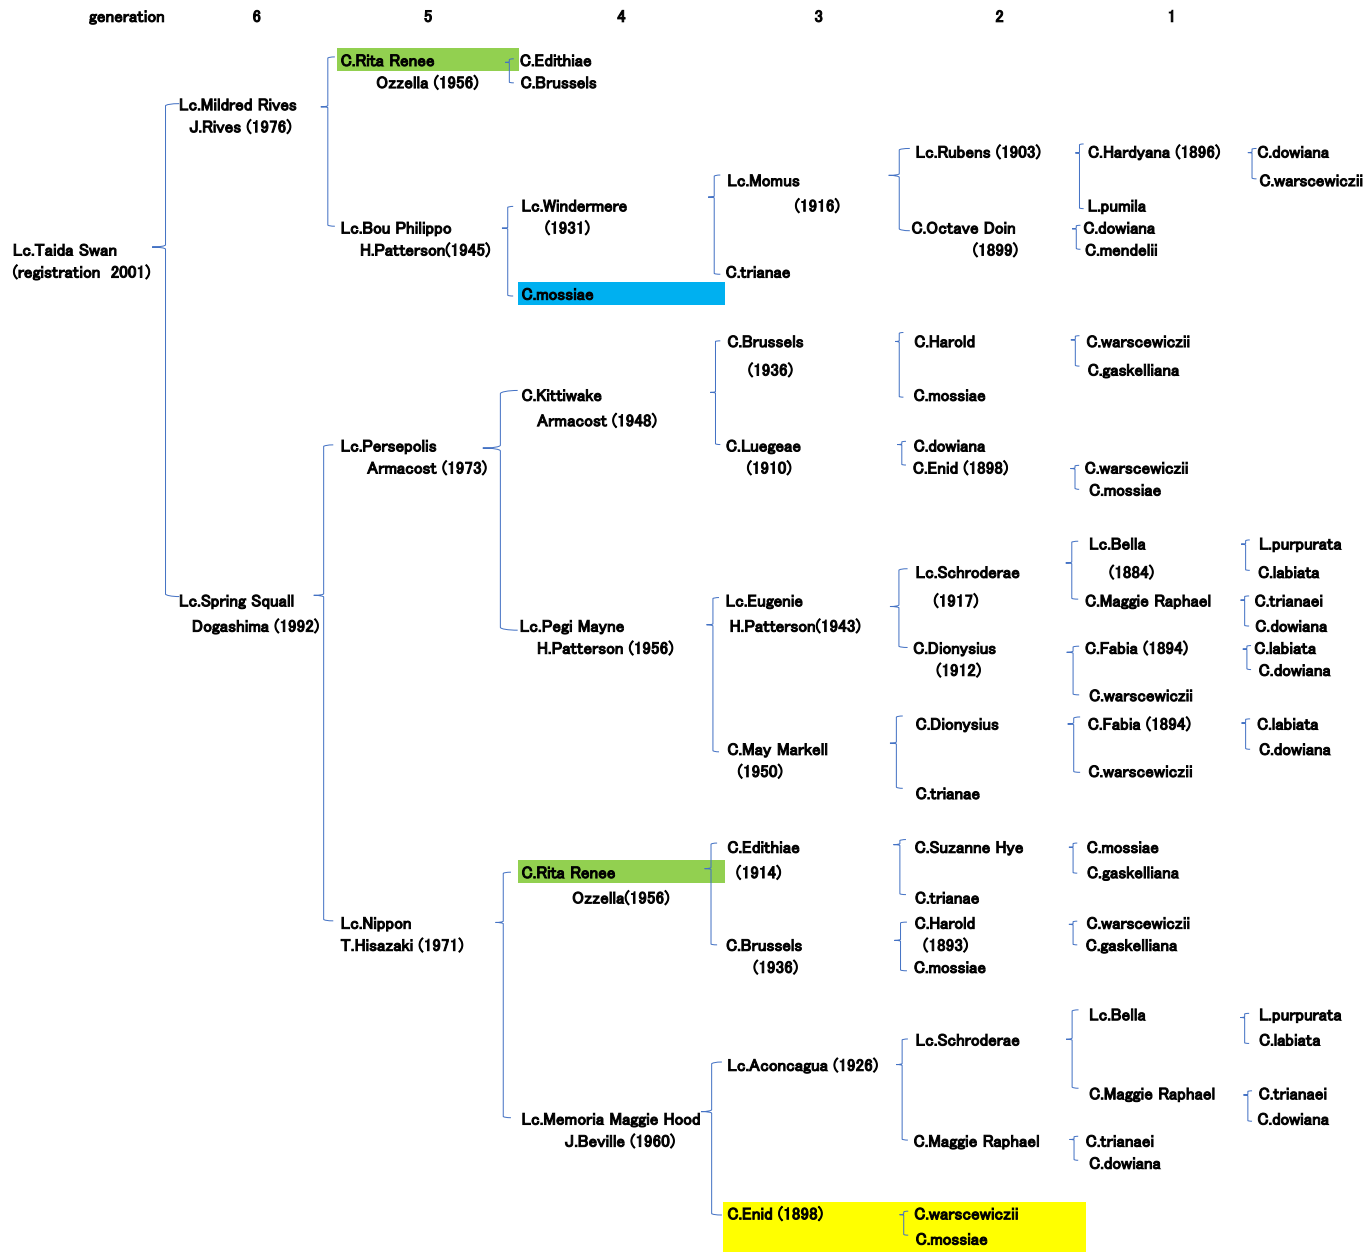 generation 6 5 4 3 2 1
C.Rita Renee C.Edithiae
Ozzella (1956) C.Brussels
Lc.Mildred Rives
J.Rives (1976)
Lc.Rubens (1903) C.Hardyana (1896) C.dowiana
Lc.Momus C.warscewiczii
Lc.Windermere (1916) L.pumila
Lc.Bou Philippo (1931) C.Octave Doin C.dowiana
Lc.Taida Swan H.Patterson(1945) (1899) C.mendelii
(registration 2001) C.trianae
C.mossiae
C.Brussels C.Harold C.warscewiczii
(1936) C.gaskelliana
C.Kittiwake C.mossiae
Armacost (1948)
Lc.Persepolis C.Luegeae C.dowiana
Armacost (1973) (1910) C.Enid (1898) C.warscewiczii
C.mossiae
Lc.Bella L.purpurata
Lc.Schroderae (1884) C.labiata
Lc.Spring Squall Lc.Eugenie (1917) C.Maggie Raphael C.trianaei
Dogashima (1992) Lc.Pegi Mayne H.Patterson(1943) C.dowiana
H.Patterson (1956) C.Dionysius C.Fabia (1894) C.labiata
(1912) C.dowiana
C.warscewiczii
C.Dionysius C.Fabia (1894) C.labiata
C.May Markell C.dowiana
(1950) C.warscewiczii
C.trianae
C.Edithiae C.Suzanne Hye C.mossiae
C.Rita Renee (1914) C.gaskelliana
Ozzella(1956) C.trianae
Lc.Nippon C.Harold C.warscewiczii
T.Hisazaki (1971) C.Brussels (1893) C.gaskelliana
(1936) C.mossiae
Lc.Bella L.purpurata
Lc.Schroderae C.labiata
Lc.Aconcagua (1926)
C.Maggie Raphael C.trianaei
Lc.Memoria Maggie Hood C.dowiana
J.Beville (1960) C.Maggie Raphael C.trianaei
C.dowiana
C.Enid (1898) C.warscewiczii
C.mossiae